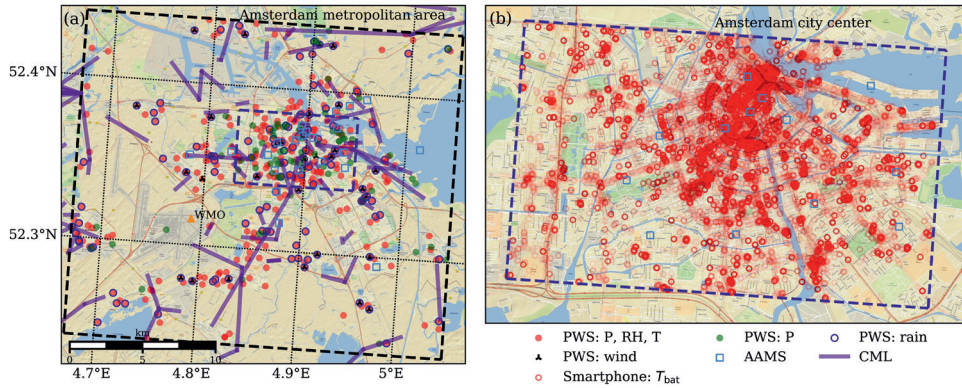 (a)
Amsterdam metropolitan area
52.4°N
52.3°N
WMO
km
0
5
10
4.7°E
4.8°E
4.9°E
5°E
(b)
Amsterdam city center
PWS: P, RH, T
PWS: P
PWS: rain
PWS: wind
AAMS
CML
Smartphone: T_bat